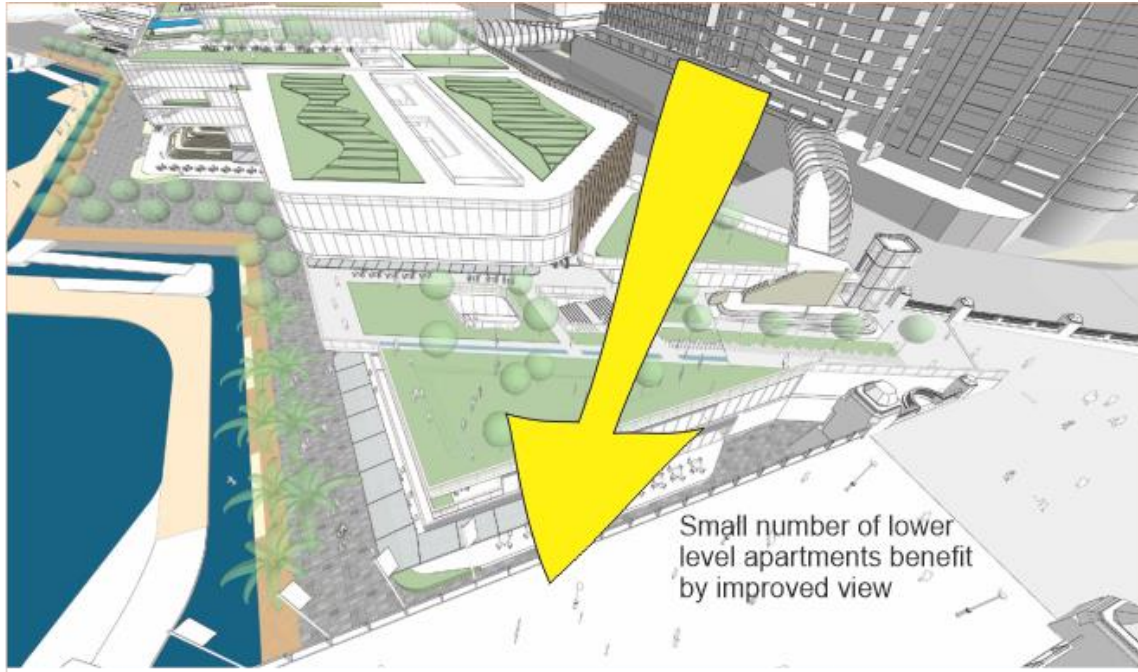 Small number of lower
level apartments benefit
by improved view